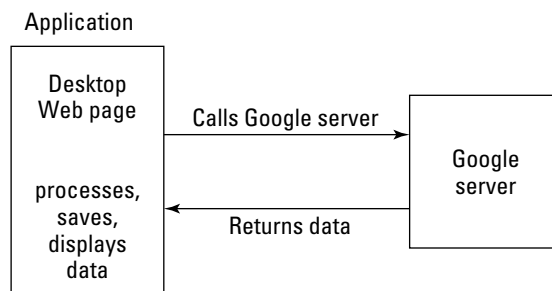 Application
Desktop
Web page
Calls Google server
Google
server
processes,
saves,
displays
data
Returns data